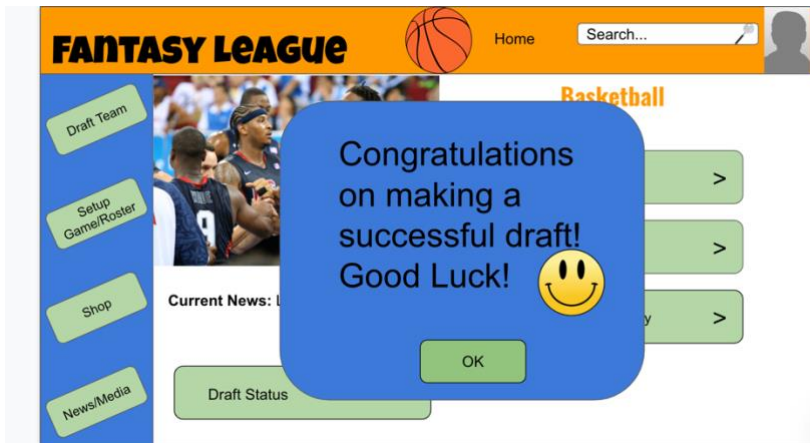 FANTASY LEAGUE
Home
Search...
Draft Team
Setup
Game/Roster
Shop
News/Media
Basketball
Congratulations
on making a
successful draft!
Good Luck!
OK
>
>
y >
Current News: L
Draft Status